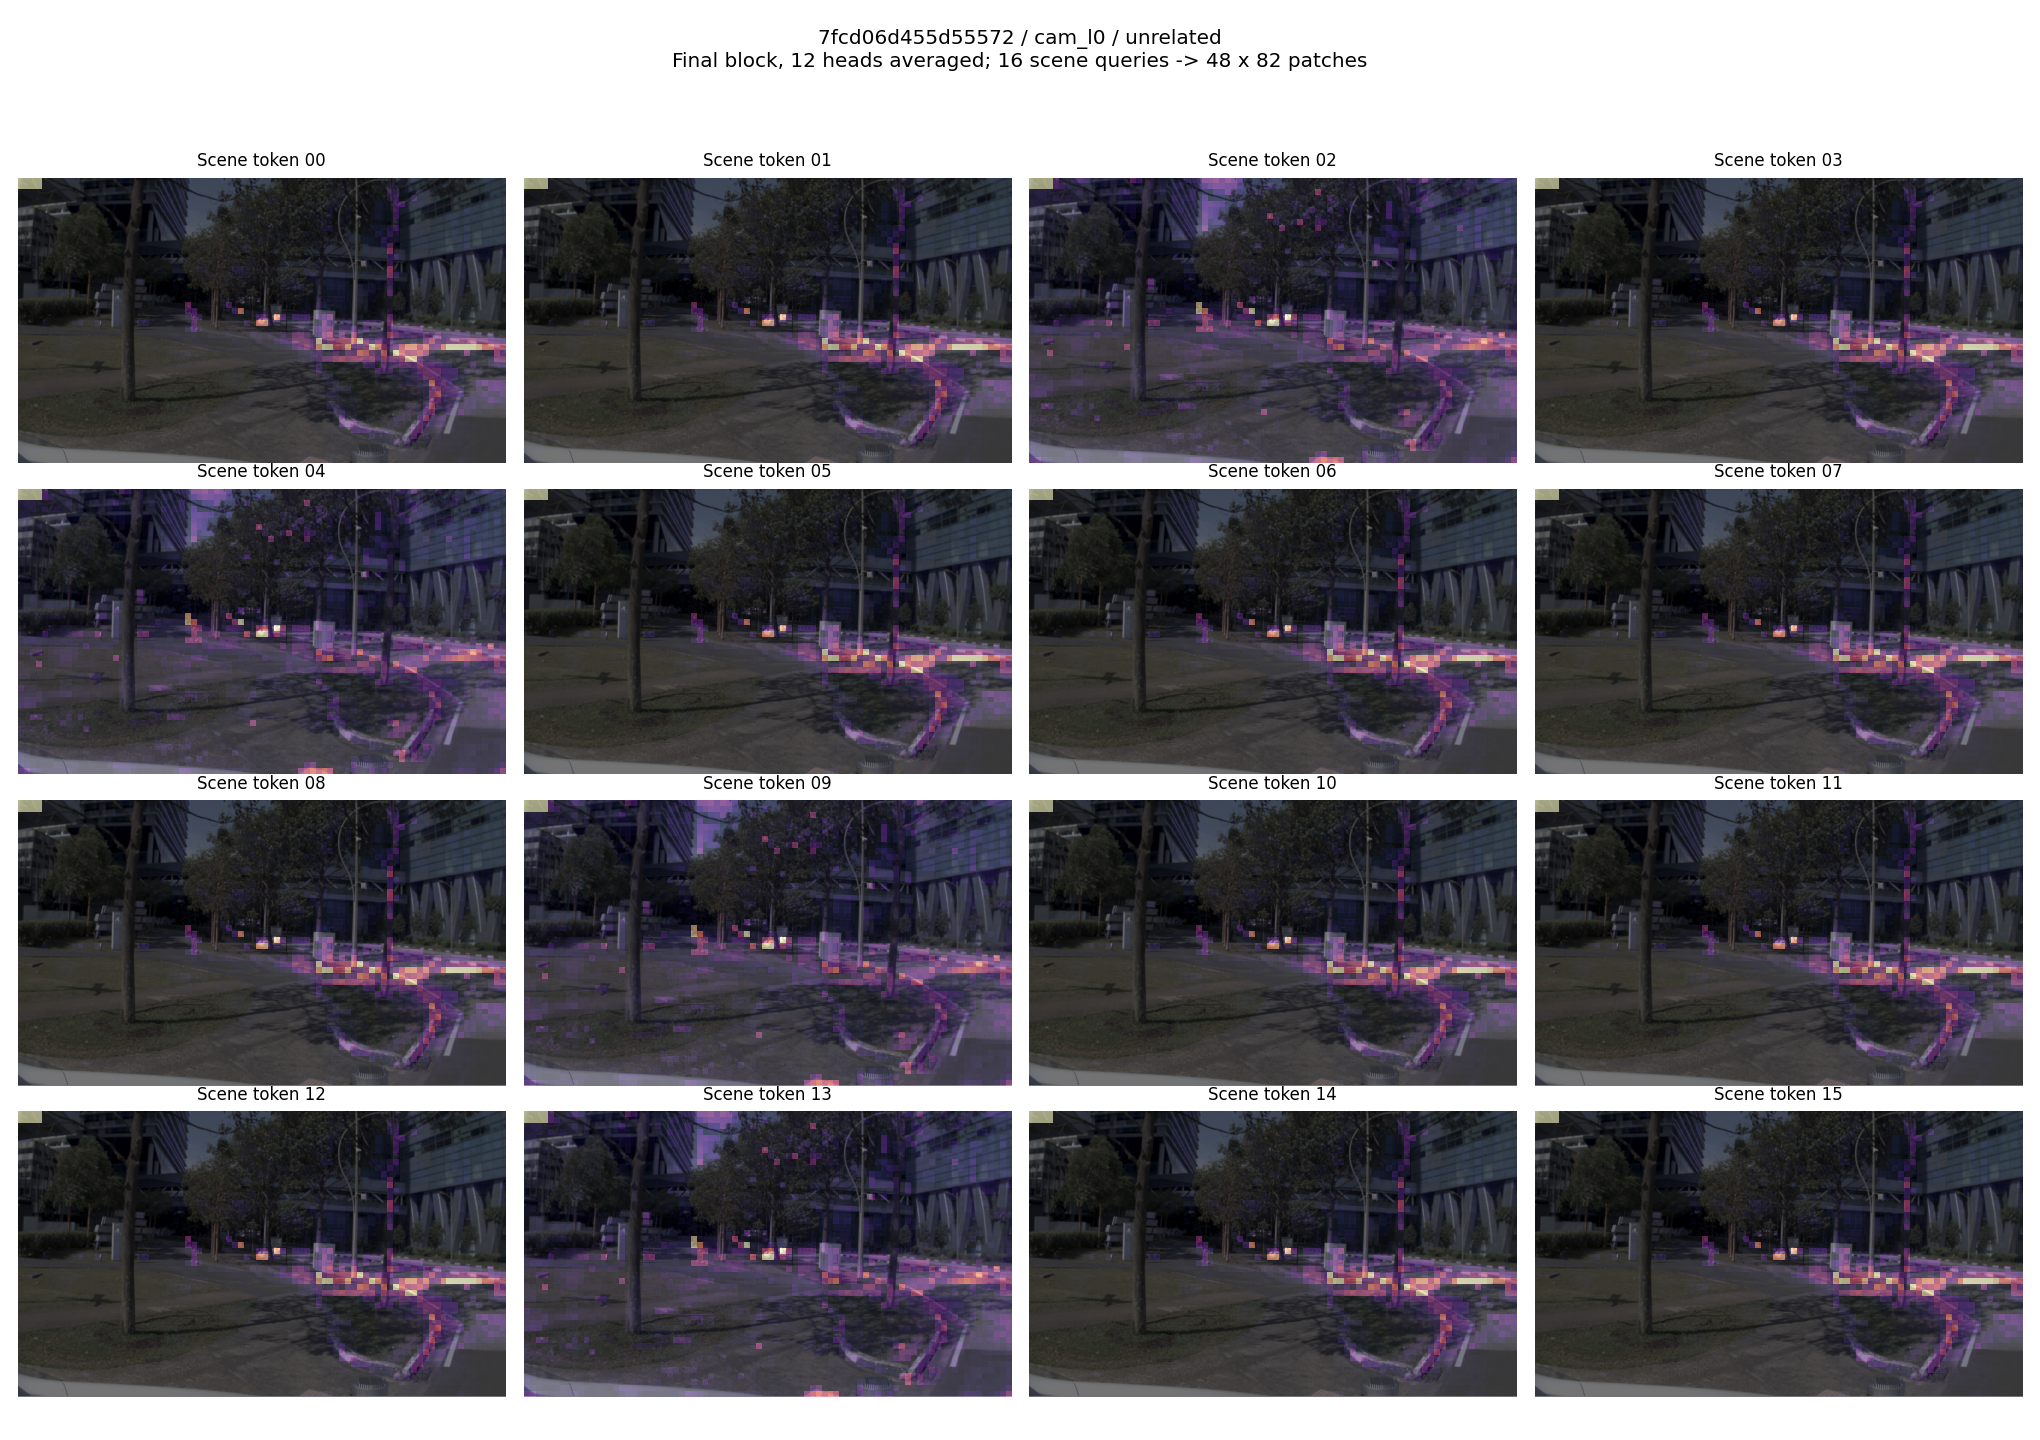 7fcd06d455d55572 / cam_l0 / unrelated
Final block, 12 heads averaged; 16 scene queries -> 48 x 82 patches
Scene token 00
Scene token 01
Scene token 02
Scene token 03
Scene token 04
Scene token 05
Scene token 06
Scene token 07
Scene token 08
Scene token 09
Scene token 10
Scene token 11
Scene token 12
Scene token 13
Scene token 14
Scene token 15